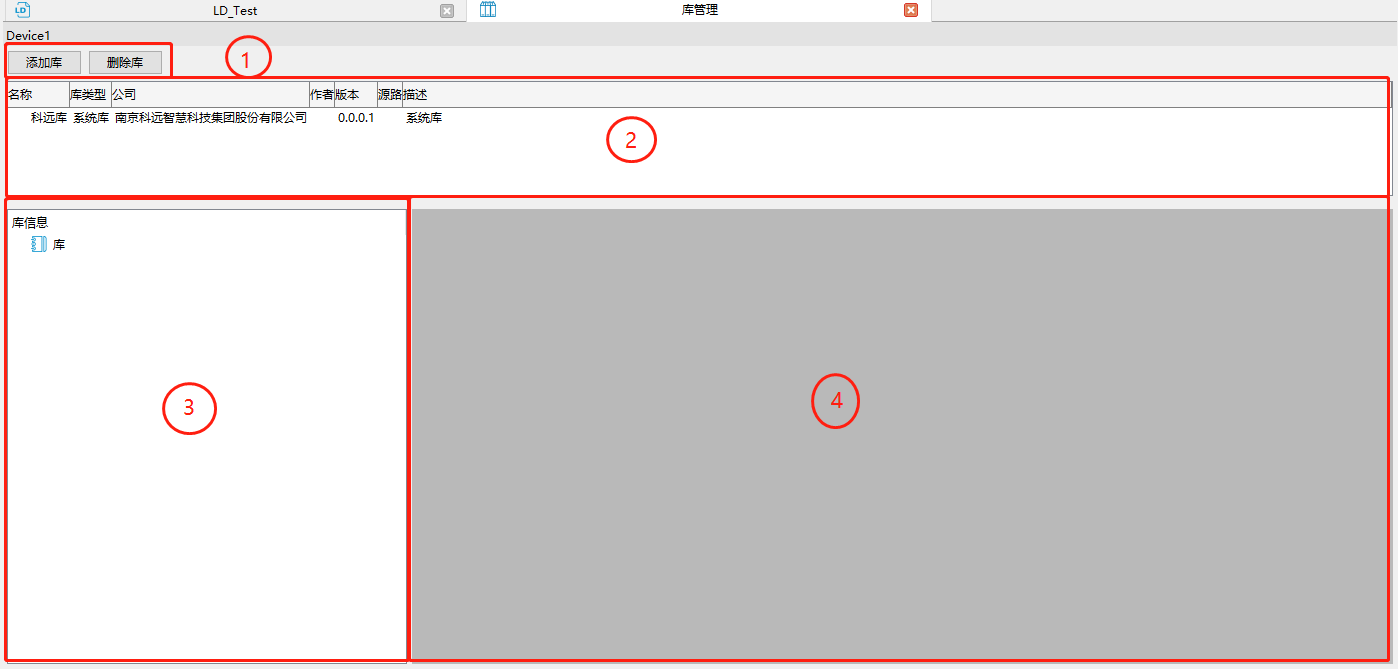 LD LD_Test 库管理
Device1
添加库 删除库 1
名称 库类型 公司 作者 版本 源路 描述
科远库 系统库 南京科远智慧科技集团股份有限公司 0.0.0.1 系统库
2
库信息
库
3
4